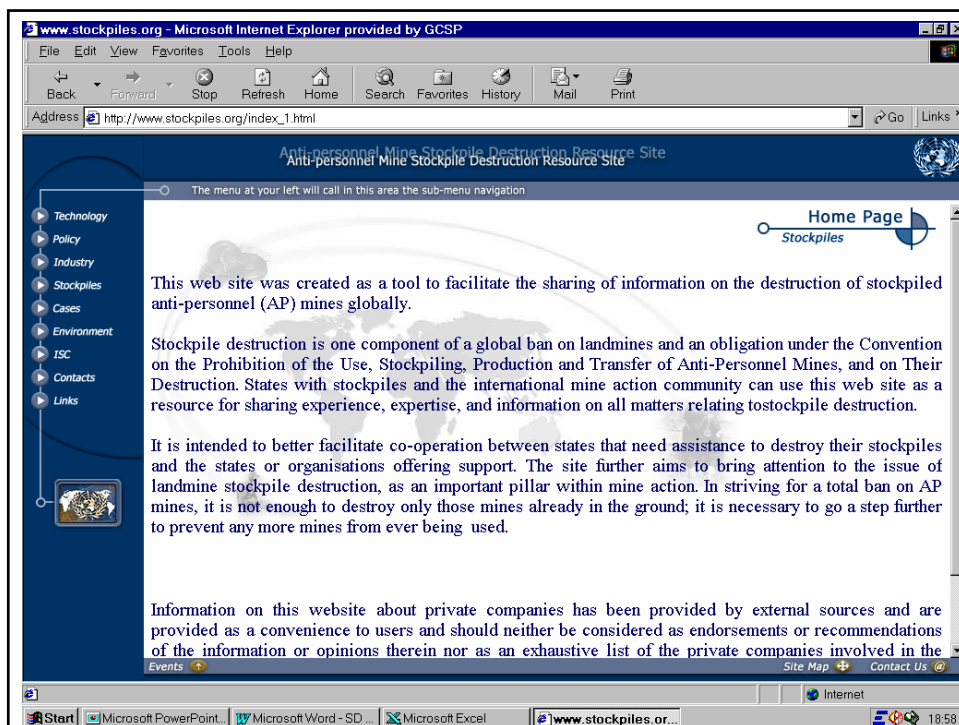 www.stockpiles.org - Microsoft Internet Explorer provided by GCSP
File Edit View Favorites Tools Help
Back Forward Stop Refresh Home Search Favorites History Mail Print
Address http://www.stockpiles.org/index_1.html Go Links
Anti-personnel Mine Stockpile Destruction Resource Site
Anti-personnel Mine Stockpile Destruction Resource Site
The menu at your left will call in this area the sub-menu navigation
Technology
Policy
Industry
Stockpiles
Cases
Environment
ISC
Contacts
Links
Home Page
Stockpiles
This web site was created as a tool to facilitate the sharing of information on the destruction of stockpiled
anti-personnel (AP) mines globally.
Stockpile destruction is one component of a global ban on landmines and an obligation under the Convention
on the Prohibition of the Use, Stockpiling, Production and Transfer of Anti-Personnel Mines, and on Their
Destruction. States with stockpiles and the international mine action community can use this web site as a
resource for sharing experience, expertise, and information on all matters relating tostockpile destruction.
It is intended to better facilitate co-operation between states that need assistance to destroy their stockpiles
and the states or organisations offering support. The site further aims to bring attention to the issue of
landmine stockpile destruction, as an important pillar within mine action. In striving for a total ban on AP
mines, it is not enough to destroy only those mines already in the ground; it is necessary to go a step further
to prevent any more mines from ever being used.
Information on this website about private companies has been provided by external sources and are
provided as a convenience to users and should neither be considered as endorsements or recommendations
of the information or opinions therein nor as an exhaustive list of the private companies involved in the
Events Site Map Contact Us
Internet
Start Microsoft PowerPoint... Microsoft Word - SD ... Microsoft Excel www.stockpiles.or... 18:58